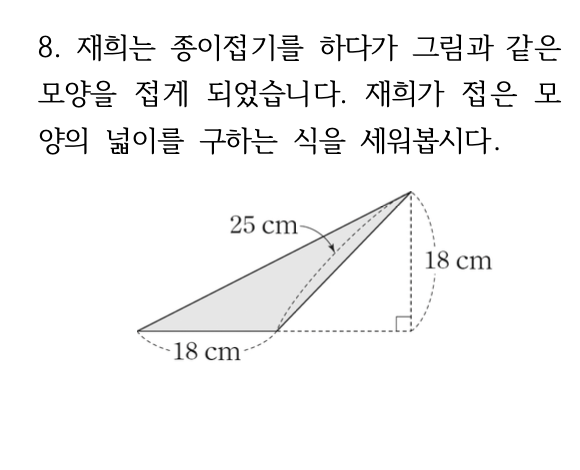 8. 재희는 종이접기를 하다가 그림과 같은
모양을 접게 되었습니다. 재희가 접은 모
양의 넓이를 구하는 식을 세워봅시다.
25 cm
18 cm
18 cm